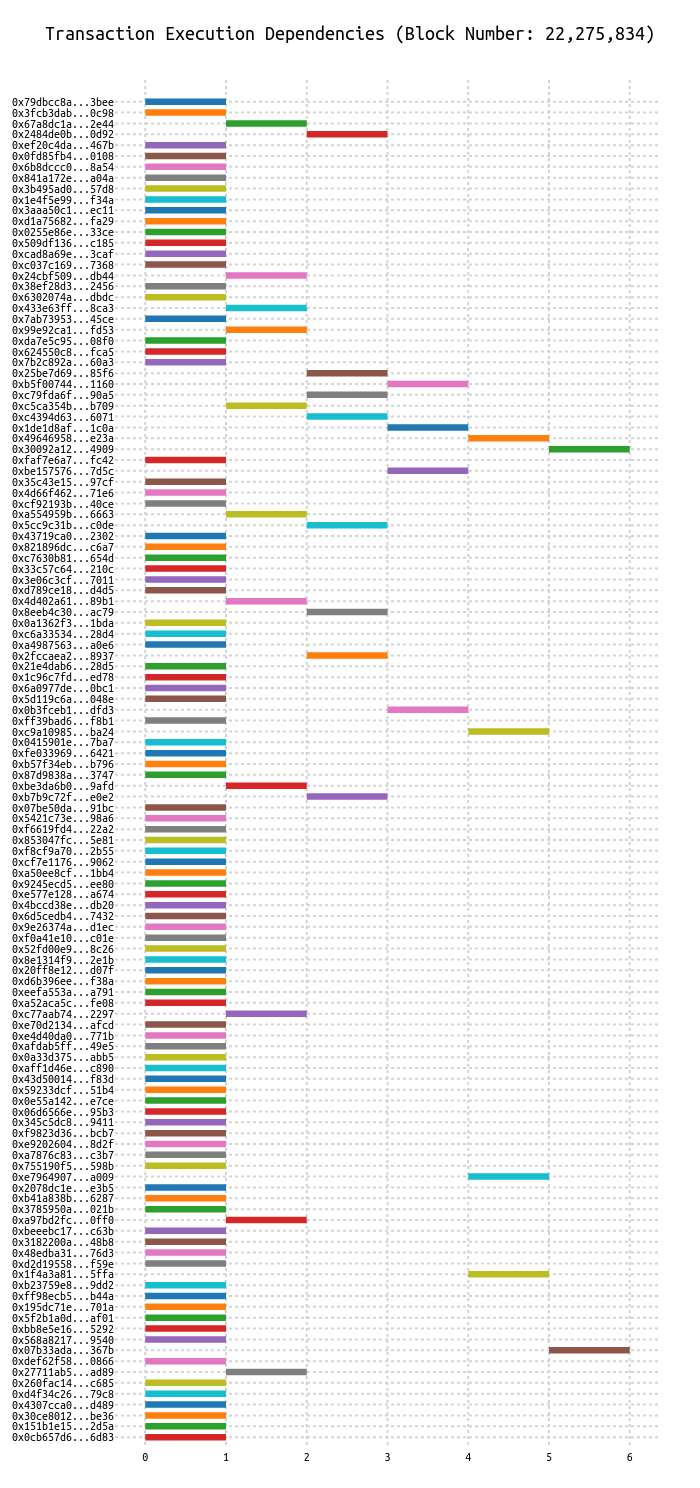 Transaction Execution Dependencies (Block Number: 22,275,834)
0x79dbcc8a...3bee
0x3fcb3dab...0c98
0x67a8dc1a...2e44
0x2484de0b...0d92
0xef20c4da...467b
0x0fd85fb4...0108
0x6b8dccc0...8a54
0x841a172e...a04a
0x3b495ad0...57d8
0x1e4f5e99...f34a
0x3aaa50c1...ec11
0xd1a75682...fa29
0x0255e86e...33ce
0x509df136...c185
0xcad8a69e...3caf
0xc037c169...7368
0x24cbf509...db44
0x38ef28d3...2456
0x6302074a...dbdc
0x433e63ff...8ca3
0x7ab73953...45ce
0x99e92ca1...fd53
0xda7e5c95...08f0
0x624550c8...fca5
0x7b2c892a...60a3
0x25be7d69...85f6
0xb5f00744...1160
0xc79fda6f...90a5
0xc5ca354b...b709
0xc4394d63...6071
0x1de1d8af...1c0a
0x49646958...e23a
0x30092a12...4909
0xfaf7e6a7...fc42
0xbe157576...7d5c
0x35c43e15...97cf
0x4d66f462...71e6
0xcf92193b...40ce
0xa554959b...6663
0x5cc9c31b...c0de
0x43719ca0...2302
0x821896dc...c6a7
0xc7630b81...654d
0x33c57c64...210c
0x3e06c3cf...7011
0xd789ce18...d4d5
0x4d402a61...89b1
0x8eeb4c30...ac79
0x0a1362f3...1bda
0xc6a33534...28d4
0xa4987563...a0e6
0x2fccaea2...8937
0x21e4dab6...28d5
0x1c96c7fd...ed78
0x6a0977de...0bc1
0x5d119c6a...048e
0x0b3fceb1...dfd3
0xff39bad6...f8b1
0xc9a10985...ba24
0x0415901e...7ba7
0xfe033969...6421
0xb57f34eb...b796
0x87d9838a...3747
0xbe3da6b0...9afd
0xb7b9c72f...e0e2
0x07be50da...91bc
0x5421c73e...98a6
0xf6619fd4...22a2
0x853047fc...5e81
0xf8cf9a70...2b55
0xcf7e1176...9062
0xa50ee8cf...1bb4
0x9245ecd5...ee80
0xe577e128...a674
0x4bccd38e...db20
0x6d5cedb4...7432
0x9e26374a...d1ec
0xf0a41e10...c01e
0x52fd00e9...8c26
0x8e1314f9...2e1b
0x20ff8e12...d07f
0xd6b396ee...f38a
0xeefa553a...a791
0xa52aca5c...fe08
0xc77aab74...2297
0xe70d2134...afcd
0xe4d40da0...771b
0xafdab5ff...49e5
0x0a33d375...abb5
0xaff1d46e...c890
0x43d50014...f83d
0x59233dcf...51b4
0x0e55a142...e7ce
0x06d6566e...95b3
0x345c5dc8...9411
0xf9823d36...bcb7
0xe9202604...8d2f
0xa7876c83...c3b7
0x755190f5...598b
0xe7964907...a009
0x2078dc1e...e3b5
0xb41a838b...6287
0x3785950a...021b
0xa97bd2fc...0ff0
0xbeeebc17...c63b
0x3182200a...48b8
0x48edba31...76d3
0xd2d19558...f59e
0x1f4a3a81...5ffa
0xb23759e8...9dd2
0xff98ecb5...b44a
0x195dc71e...701a
0x5f2b1a0d...af01
0xbb8e5e16...5292
0x568a8217...9540
0x07b33ada...367b
0xdef62f58...0866
0x27711ab5...ad89
0x260fac14...c685
0xd4f34c26...79c8
0x4307cca0...d489
0x30ce8012...be36
0x151b1e15...2d5a
0x0cb657d6...6d83
0 1 2 3 4 5 6